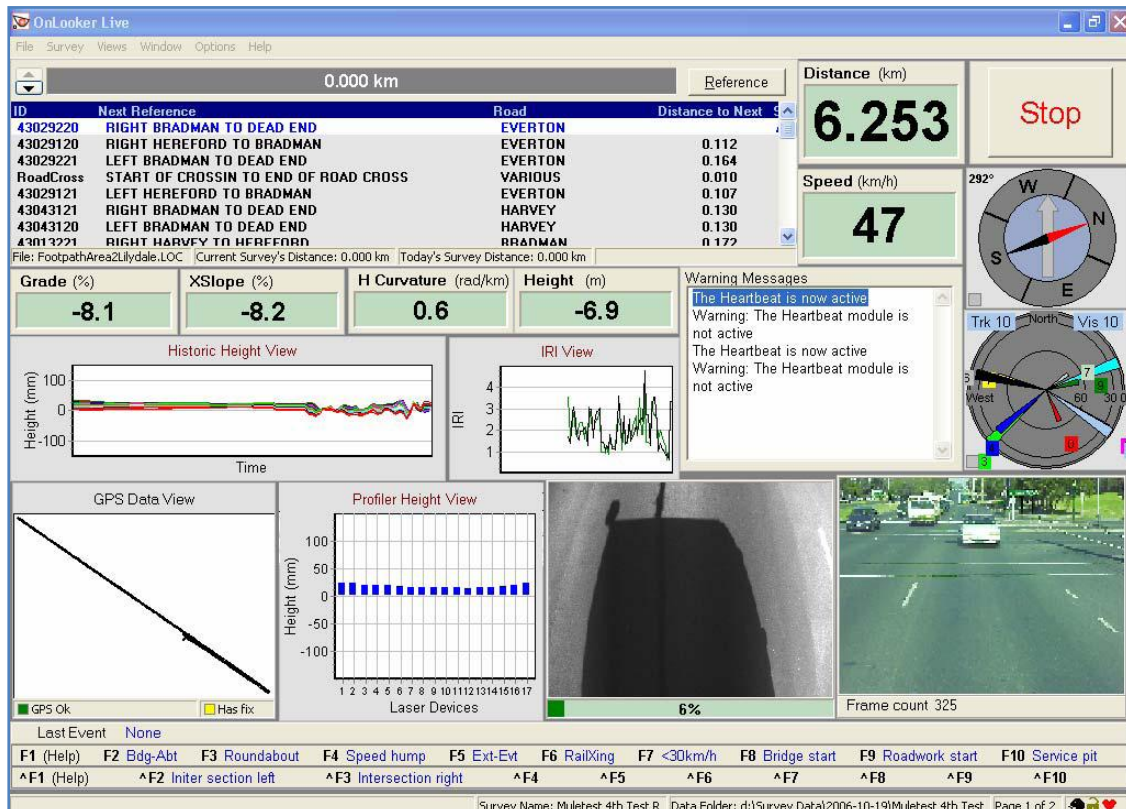 OnLooker Live
File Survey Views Window Options Help
0.000 km
Reference
ID Next Reference Road Distance to Next
43029220 RIGHT BRADMAN TO DEAD END EVERTON
43029120 RIGHT HEREFORD TO BRADMAN EVERTON 0.112
43029221 LEFT BRADMAN TO DEAD END EVERTON 0.164
RoadCross START OF CROSSIN TO END OF ROAD CROSS VARIOUS 0.010
43029121 LEFT HEREFORD TO BRADMAN EVERTON 0.107
43043121 RIGHT BRADMAN TO DEAD END HARVEY 0.130
43043120 LEFT BRADMAN TO DEAD END HARVEY 0.130
43013221 RIGHT HARVEY TO HEREFORD BRADMAN 0.172
File: FootpathArea2Lilydale.LOC Current Survey's Distance: 0.000 km Today's Survey Distance: 0.000 km
Distance (km)
6.253
Stop
Speed (km/h)
47
292°
W
N
S
E
Grade (%)
-8.1
XSlope (%)
-8.2
H Curvature (rad/km)
0.6
Height (m)
-6.9
Warning Messages
The Heartbeat is now active
Warning: The Heartbeat module is
not active
The Heartbeat is now active
Warning: The Heartbeat module is
not active
Trk 10 North Vis 10
7
9
West 60 30 0
3
Historic Height View
Height (mm)
100
0
-100
Time
IRI View
IRI
4
3
2
1
GPS Data View
GPS Ok Has fix
Profiler Height View
Height (mm)
100
50
0
-50
-100
1 2 3 4 5 6 7 8 9 10 11 12 13 14 15 16 17
Laser Devices
6%
Frame count 325
Last Event None
F1 (Help) F2 Bdg-Abt F3 Roundabout F4 Speed hump F5 Ext-Evt F6 RailXing F7 <30km/h F8 Bridge start F9 Roadwork start F10 Service pit
^F1 (Help) ^F2 Initer section left ^F3 Intersection right ^F4 ^F5 ^F6 ^F7 ^F8 ^F9 ^F10
Survey Name: Muletest 4th Test R Data Folder: d:\Survey Data\2006-10-19\Muletest 4th Test Page 1 of 2